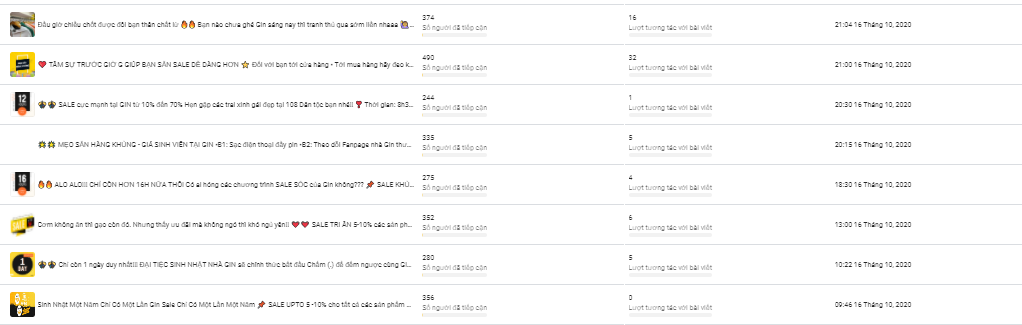 Đầu giờ chiều chốt được đôi bạn thân chất lừ 🔥🔥 Bạn nào chưa ghé Gin sáng nay thì tranh thủ qua sớm liền nhaaa 🙋...
374
Số người đã tiếp cận
16
Lượt tương tác với bài viết
21:04 16 Tháng 10, 2020
❤️ TÂM SỰ TRƯỚC GIỜ G GIÚP BẠN SĂN SALE DỄ DÀNG HƠN ⭐ Đối với bạn tới cửa hàng • Tới mua hàng hãy đeo k...
490
Số người đã tiếp cận
32
Lượt tương tác với bài viết
21:00 16 Tháng 10, 2020
12
SALE cực mạnh tại GIN từ 10% đến 70% Hẹn gặp các trai xinh gái đẹp tại 108 Dân tộc bạn nhé!! Thời gian: 8h3...
244
Số người đã tiếp cận
1
Lượt tương tác với bài viết
20:30 16 Tháng 10, 2020
MẸO SĂN HÀNG KHỦNG - GIÁ SINH VIÊN TẠI GIN •B1: Sạc điện thoại đầy pin •B2: Theo dõi Fanpage nhà Gin thư...
335
Số người đã tiếp cận
5
Lượt tương tác với bài viết
20:15 16 Tháng 10, 2020
16
🔥🔥 ALO ALO!!! CHỈ CÒN HƠN 16H NỮA THÔI Có ai hóng các chương trình SALE SỐC của Gin không??? 📌 SALE KHỦ...
275
Số người đã tiếp cận
4
Lượt tương tác với bài viết
18:30 16 Tháng 10, 2020
Cơm không ăn thì gạo còn đó. Nhưng thấy ưu đãi mà không ngó thì khó ngủ yên!! ❤️❤️ SALE TRI ÂN 5-10% các sản ph...
352
Số người đã tiếp cận
6
Lượt tương tác với bài viết
13:00 16 Tháng 10, 2020
1
Chỉ còn 1 ngày duy nhất!!! ĐẠI TIỆC SINH NHẬT NHÀ GIN sẽ chính thức bắt đầu Chấm (.) để đếm ngược cùng GI...
280
Số người đã tiếp cận
5
Lượt tương tác với bài viết
10:22 16 Tháng 10, 2020
Sinh Nhật Một Năm Chỉ Có Một Lần Gin Sale Chỉ Có Một Lần Một Năm 📌 SALE UPTO 5 -10% cho tất cả các sản phẩm ...
356
Số người đã tiếp cận
0
Lượt tương tác với bài viết
09:46 16 Tháng 10, 2020